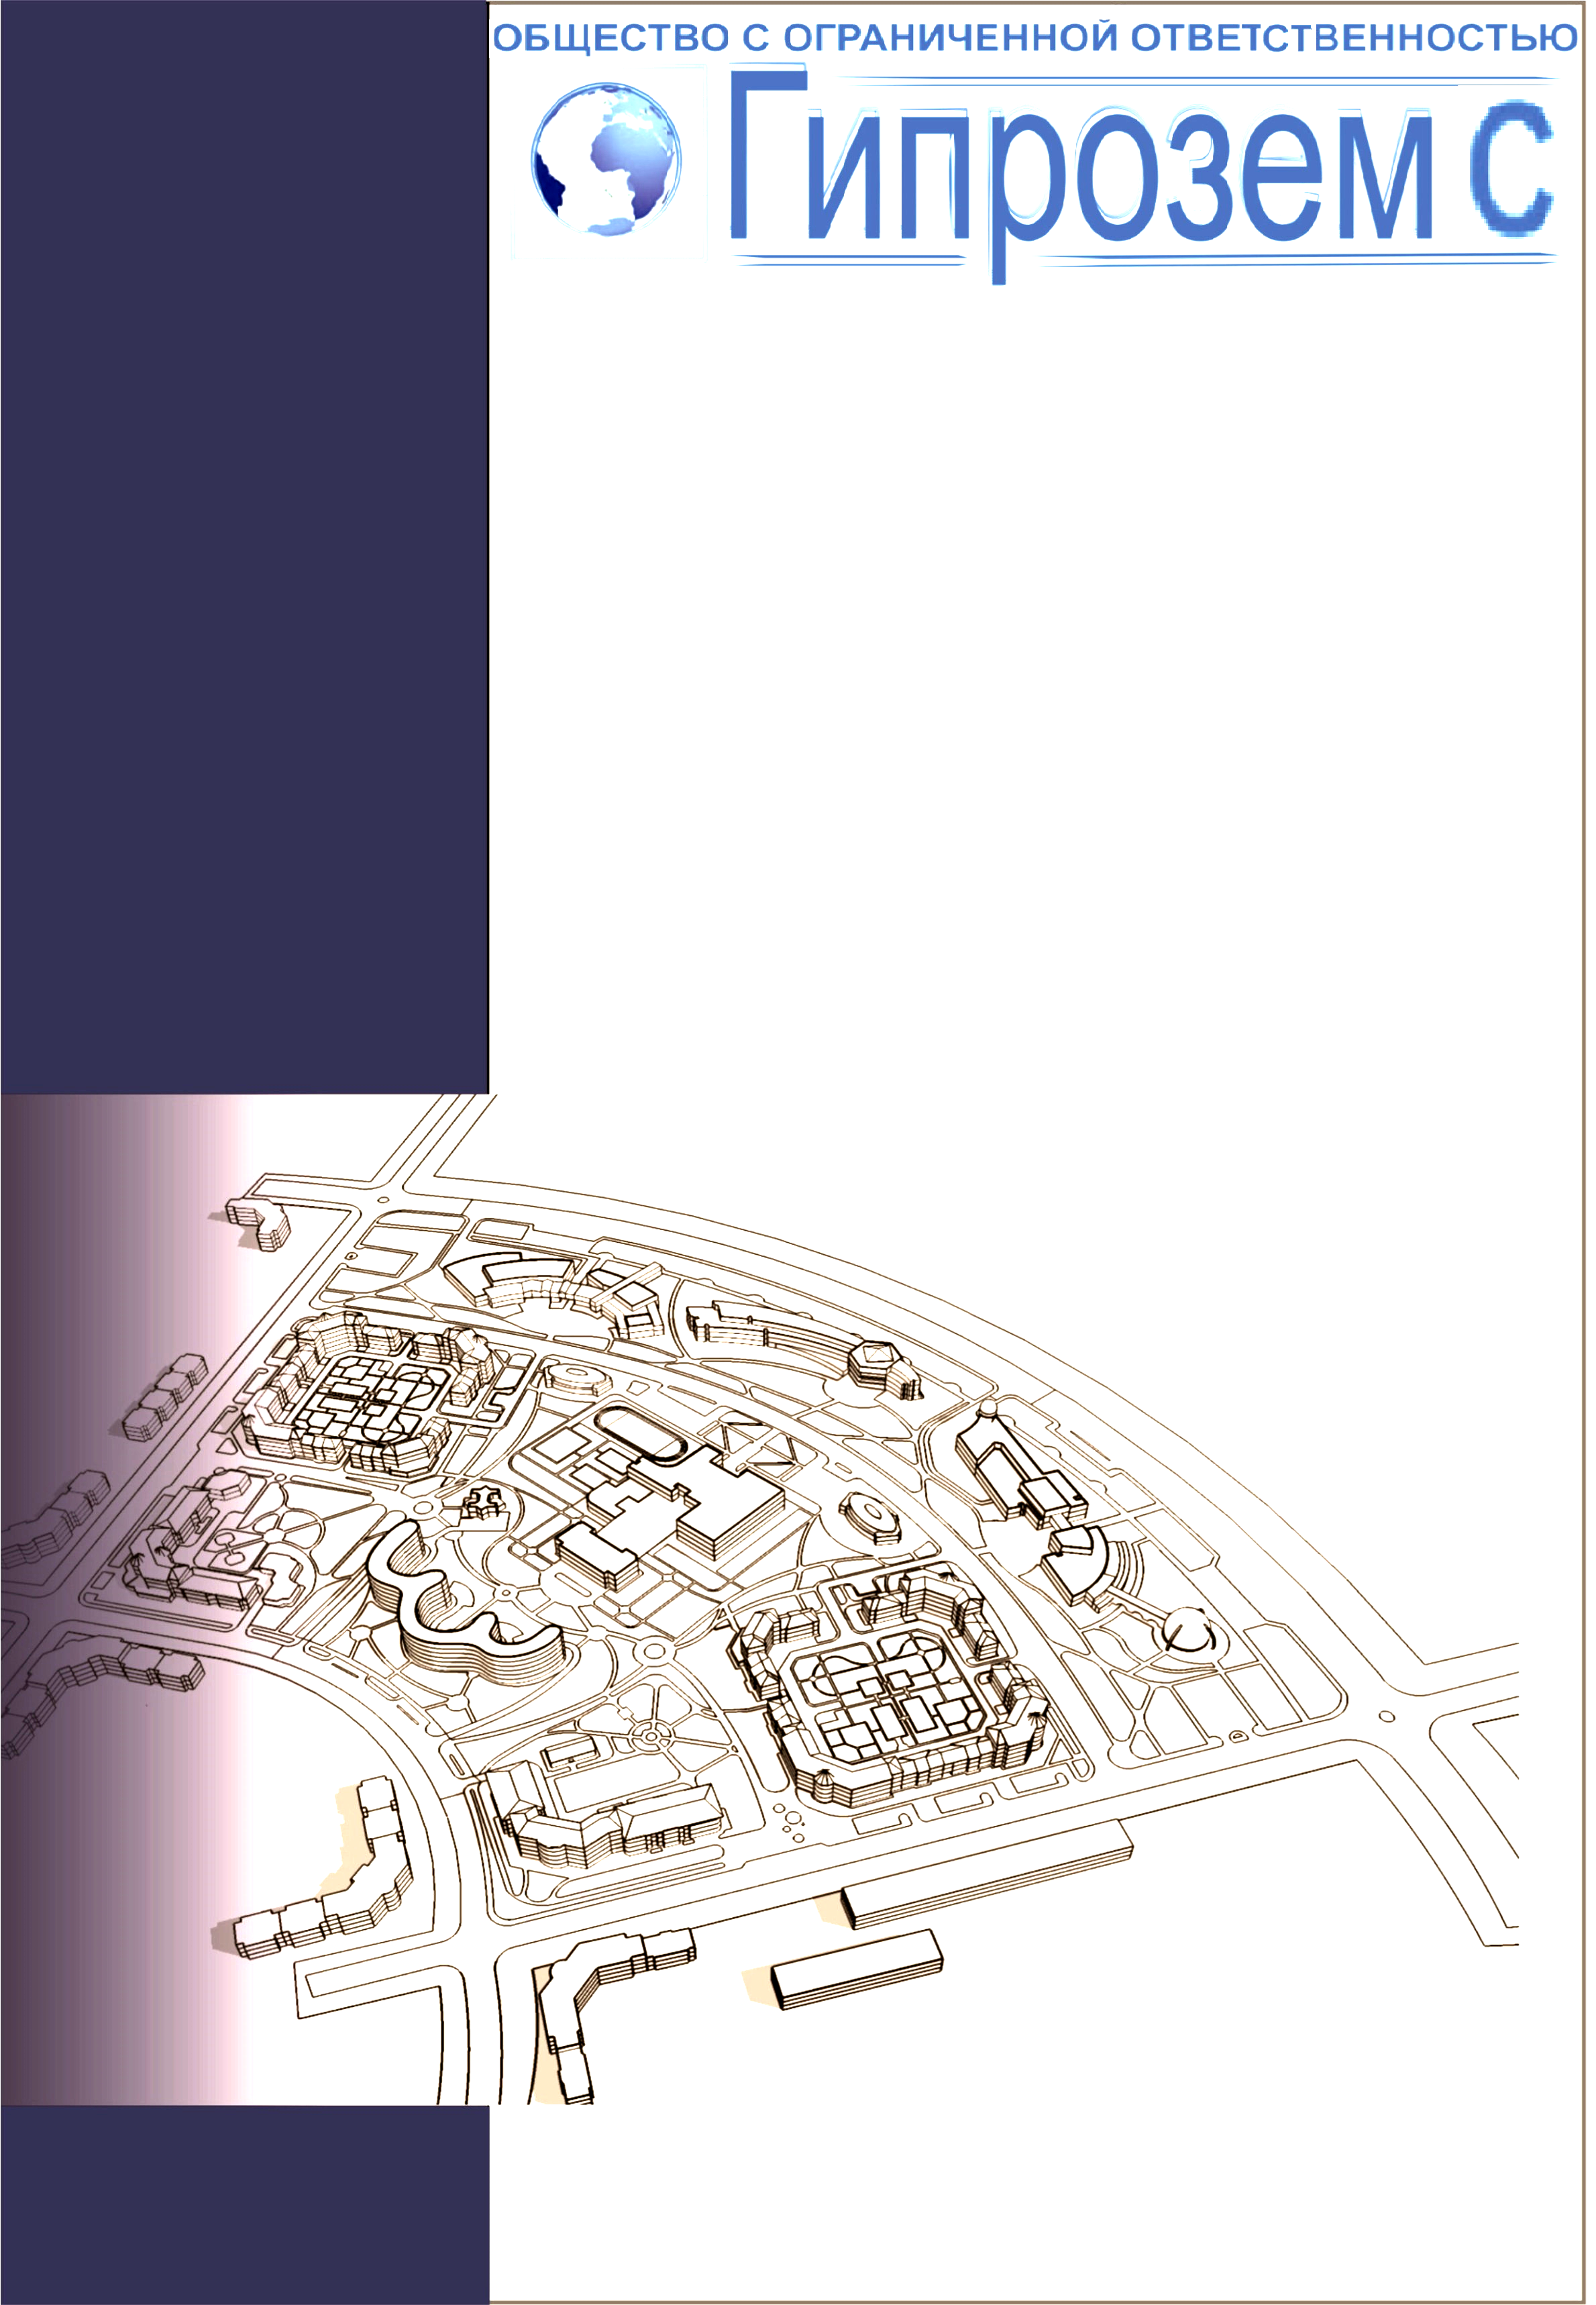 ОБЩЕСТВО С ОГРАНИЧЕННОЙ ОТВЕТСТВЕННОСТЬЮ
Гипрозем с